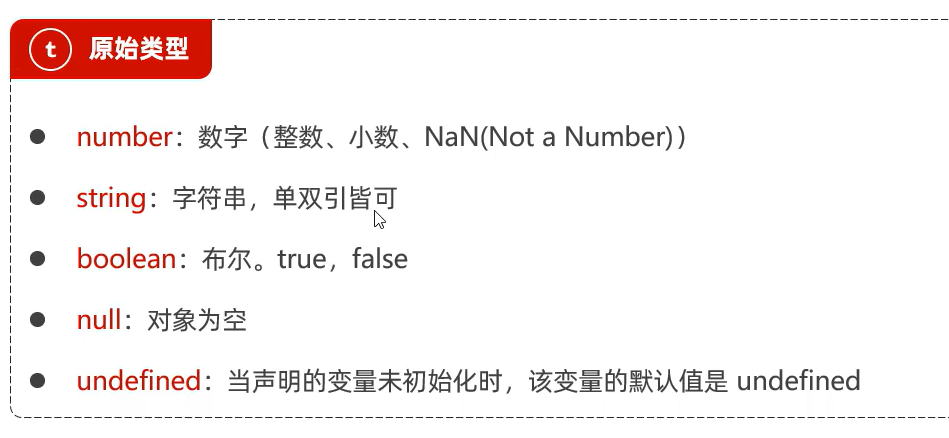 t 原始类型
number：数字（整数、小数、NaN(Not a Number)）
string：字符串，单双引皆可
boolean：布尔。true，false
null：对象为空
undefined：当声明的变量未初始化时，该变量的默认值是 undefined